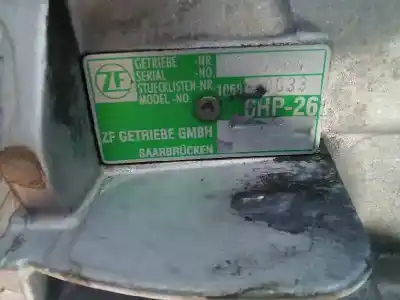 ZF
GETRIEBE -NR.
SERIAL -NO.
STUECKLISTEN-NR
MODEL-NO.
6HP-26
ZF GETRIEBE GMBH
SAARBRÜCKEN